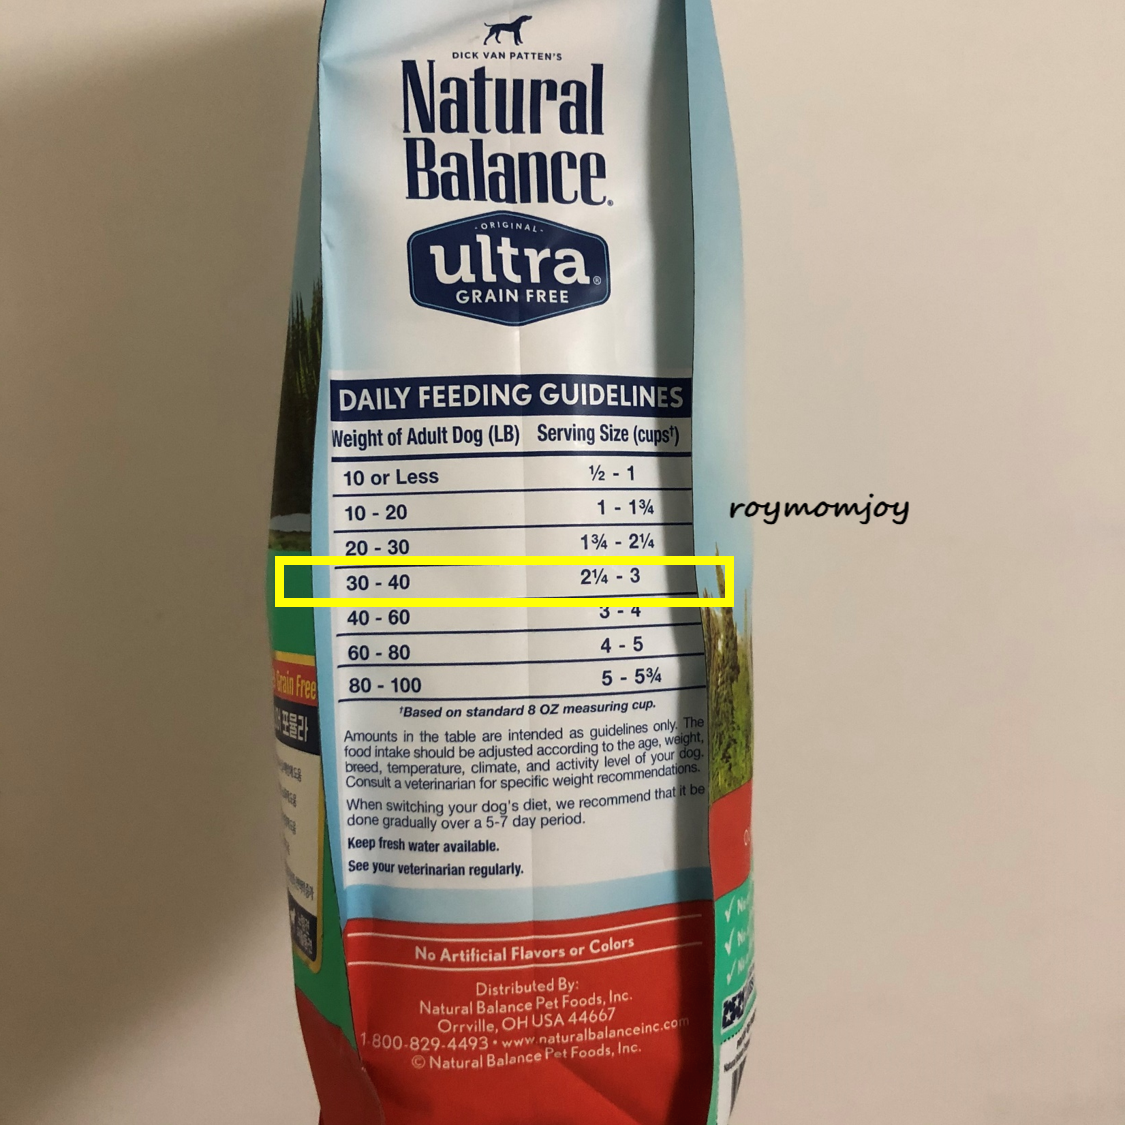 DICK VAN PATTEN'S
Natural
Balance®
- ORIGINAL -
ultra®
GRAIN FREE
DAILY FEEDING GUIDELINES
Weight of Adult Dog (LB) Serving Size (cups†)
10 or Less ½ - 1
10 - 20 1 - 1¾
20 - 30 1¾ - 2¼
30 - 40 2¼ - 3
40 - 60 3 - 4
60 - 80 4 - 5
80 - 100 5 - 5¾
†Based on standard 8 OZ measuring cup.
Amounts in the table are intended as guidelines only. The
food intake should be adjusted according to the age, weight,
breed, temperature, climate, and activity level of your dog.
Consult a veterinarian for specific weight recommendations.
When switching your dog's diet, we recommend that it be
done gradually over a 5-7 day period.
Keep fresh water available.
See your veterinarian regularly.
No Artificial Flavors or Colors
Distributed By:
Natural Balance Pet Foods, Inc.
Orrville, OH USA 44667
1-800-829-4493 • www.naturalbalanceinc.com
© Natural Balance Pet Foods, Inc.
roymomjoy
Grain Free
포뮬라